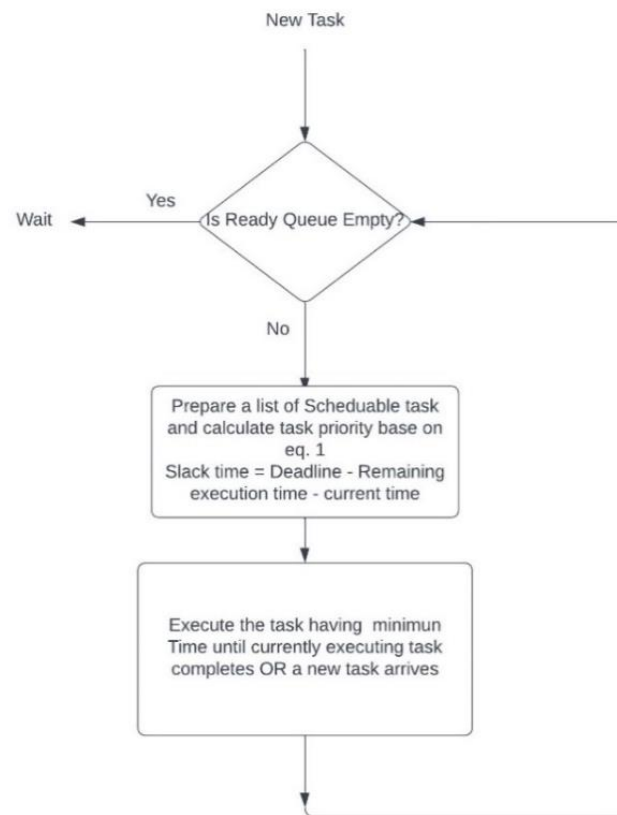 New Task
Yes
Wait
Is Ready Queue Empty?
No
Prepare a list of Scheduable task
and calculate task priority base on
eq. 1
Slack time = Deadline - Remaining
execution time - current time
Execute the task having minimun
Time until currently executing task
completes OR a new task arrives